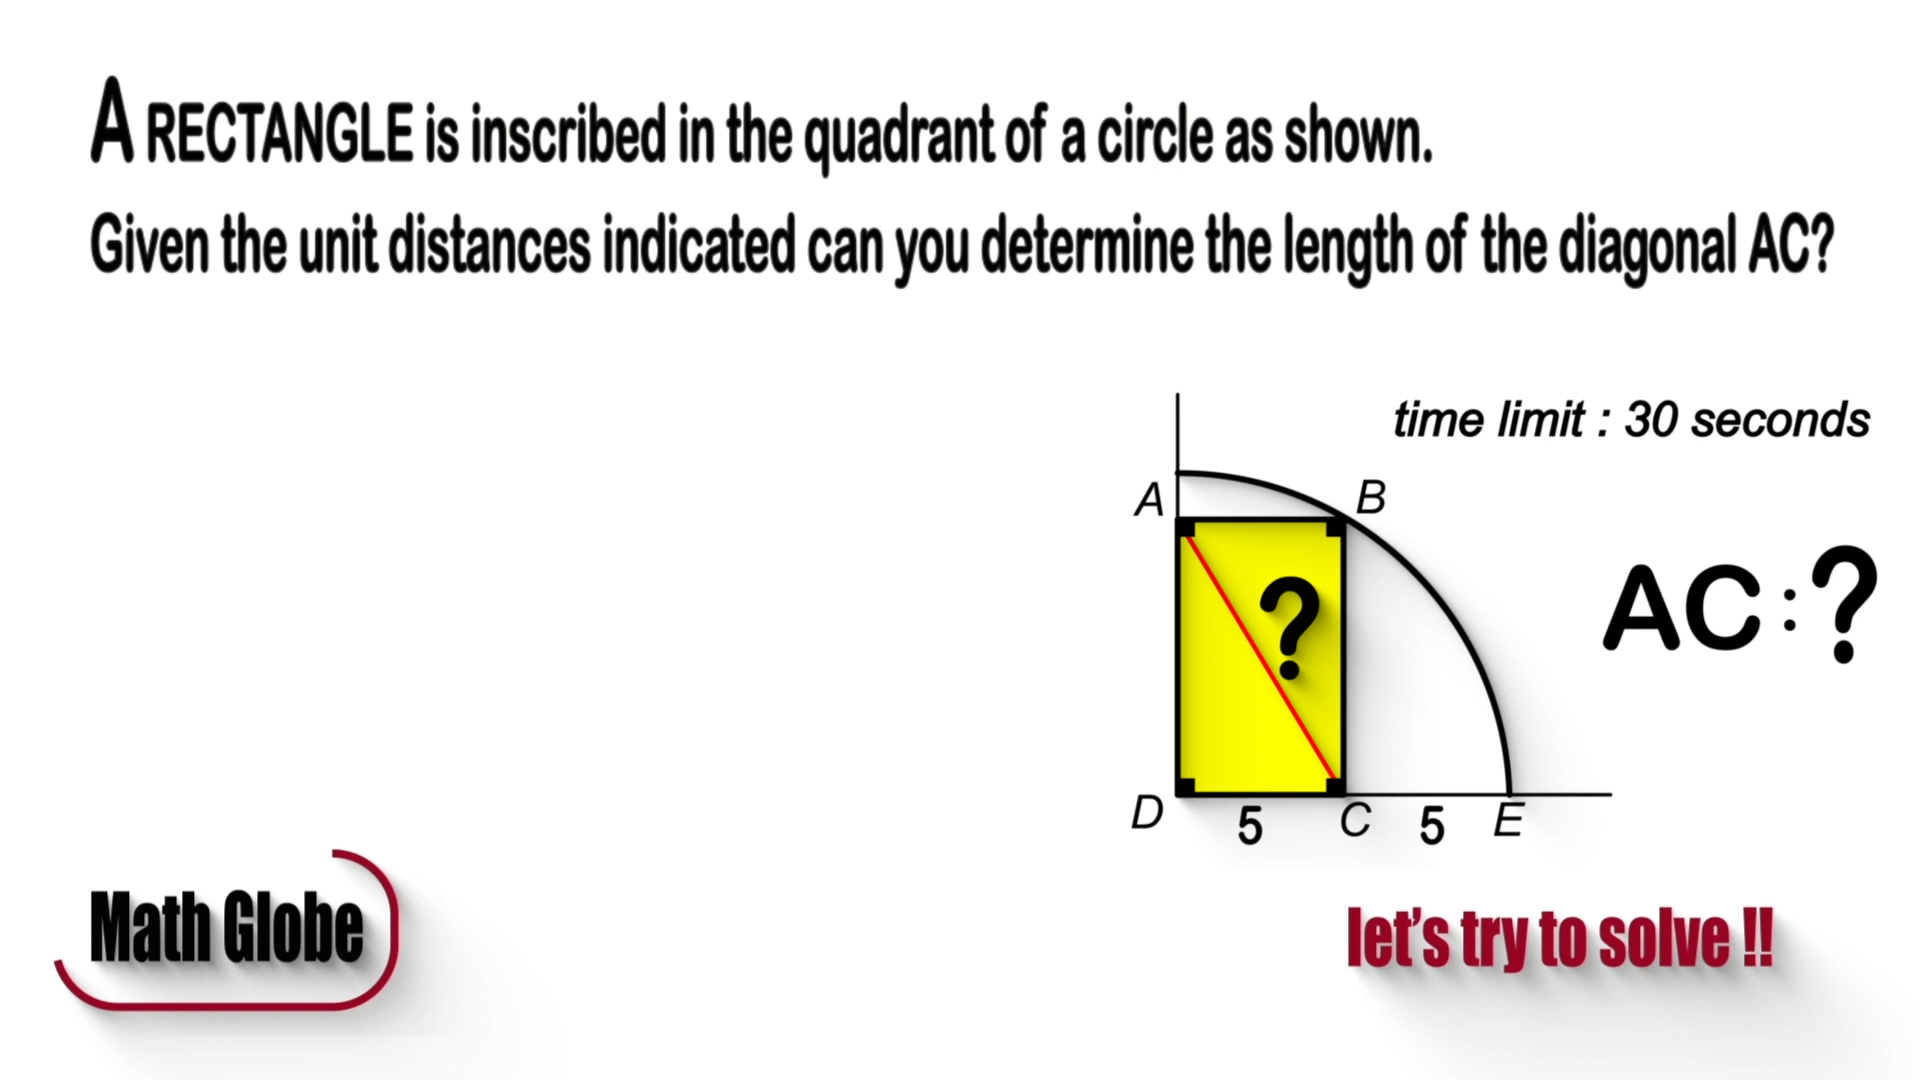 A RECTANGLE is inscribed in the quadrant of a circle as shown.
Given the unit distances indicated can you determine the length of the diagonal AC?
time limit : 30 seconds
A
B
?
AC:?
D
5
C
5
E
Math Globe
let's try to solve !!